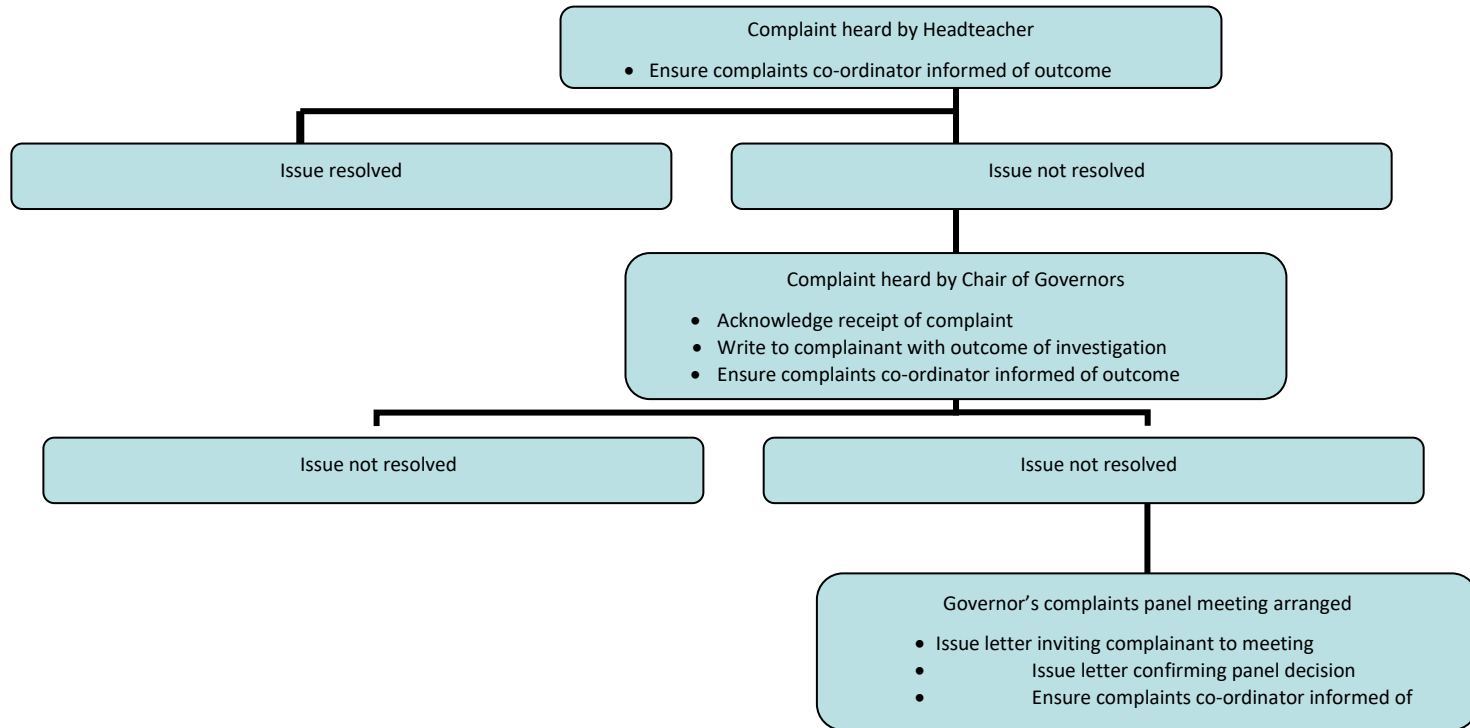 Complaint heard by Headteacher
• Ensure complaints co-ordinator informed of outcome
Issue resolved
Issue not resolved
Complaint heard by Chair of Governors
• Acknowledge receipt of complaint
• Write to complainant with outcome of investigation
• Ensure complaints co-ordinator informed of outcome
Issue not resolved
Issue not resolved
Governor’s complaints panel meeting arranged
• Issue letter inviting complainant to meeting
• Issue letter confirming panel decision
• Ensure complaints co-ordinator informed of